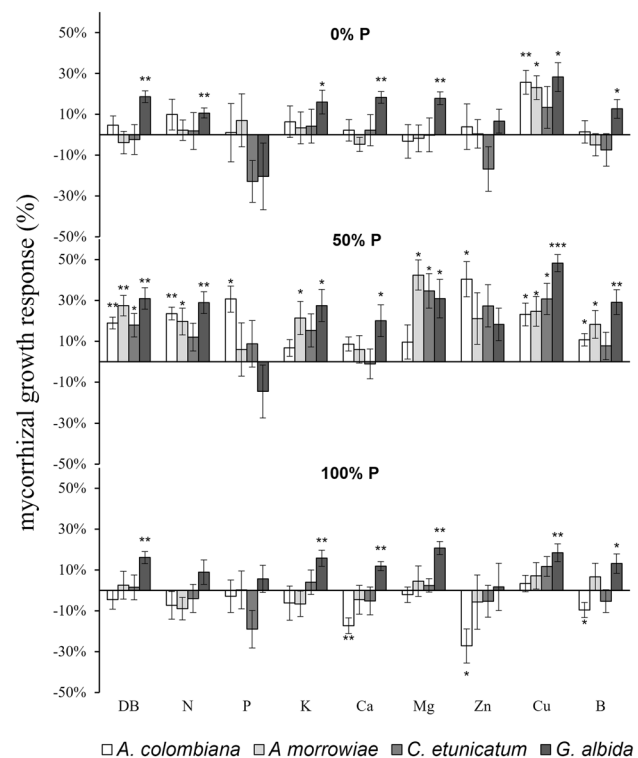 mycorrhizal growth response (%)
0% P
50%
30%
10%
-10%
-30%
-50%
** ** * ** ** ** * * *
50% P
50%
30%
10%
-10%
-30%
-50%
** ** * ** ** * ** * * * * * * * * * * *** * * **
100% P
50%
30%
10%
-10%
-30%
-50%
** ** ** ** ** * ** * *
DB N P K Ca Mg Zn Cu B
A. colombiana A morrowiae C. etunicatum G. albida